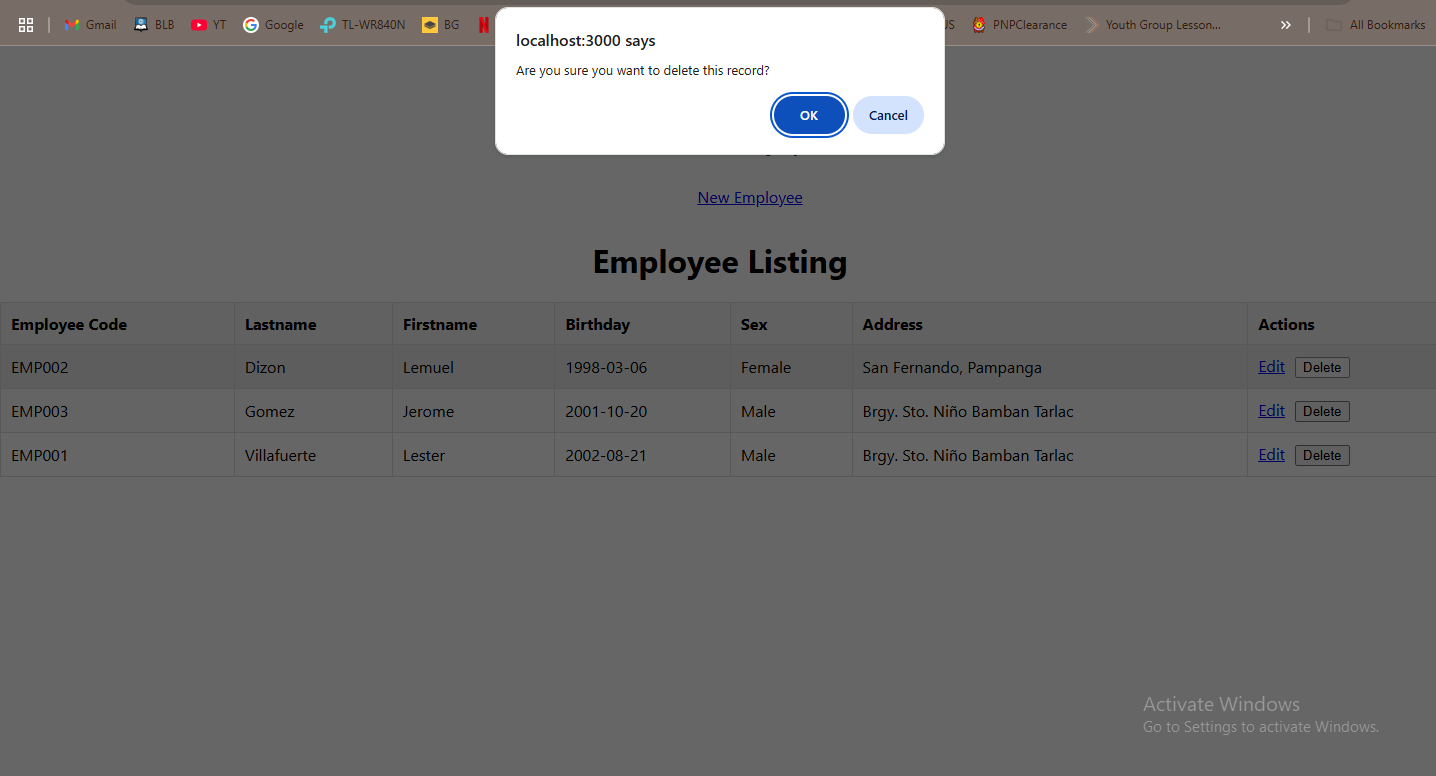 Gmail BLB YT Google TL-WR840N BG PNPClearance Youth Group Lesson... » All Bookmarks
localhost:3000 says
Are you sure you want to delete this record?
OK Cancel
New Employee
Employee Listing
Employee Code Lastname Firstname Birthday Sex Address Actions
EMP002 Dizon Lemuel 1998-03-06 Female San Fernando, Pampanga Edit Delete
EMP003 Gomez Jerome 2001-10-20 Male Brgy. Sto. Niño Bamban Tarlac Edit Delete
EMP001 Villafuerte Lester 2002-08-21 Male Brgy. Sto. Niño Bamban Tarlac Edit Delete
Activate Windows
Go to Settings to activate Windows.